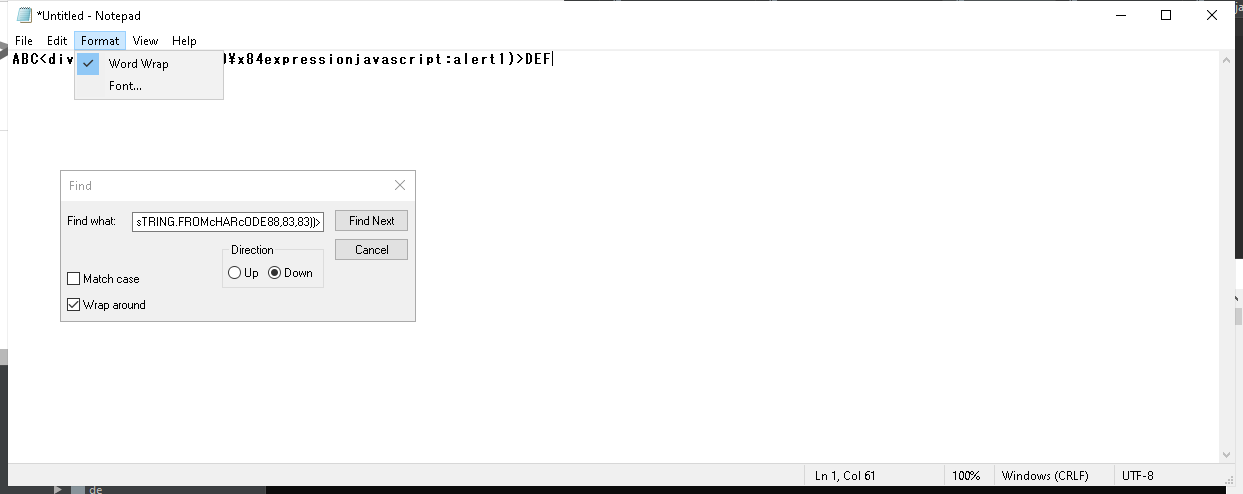 *Untitled - Notepad
File Edit Format View Help
ABC<div )¥x84expressionjavascript:alert1)>DEF
Word Wrap
Font...
Find
Find what: sTRING.FROMcHARcODE88,83,83))> Find Next
Direction Cancel
Up Down
Match case
Wrap around
Ln 1, Col 61 100% Windows (CRLF) UTF-8
de